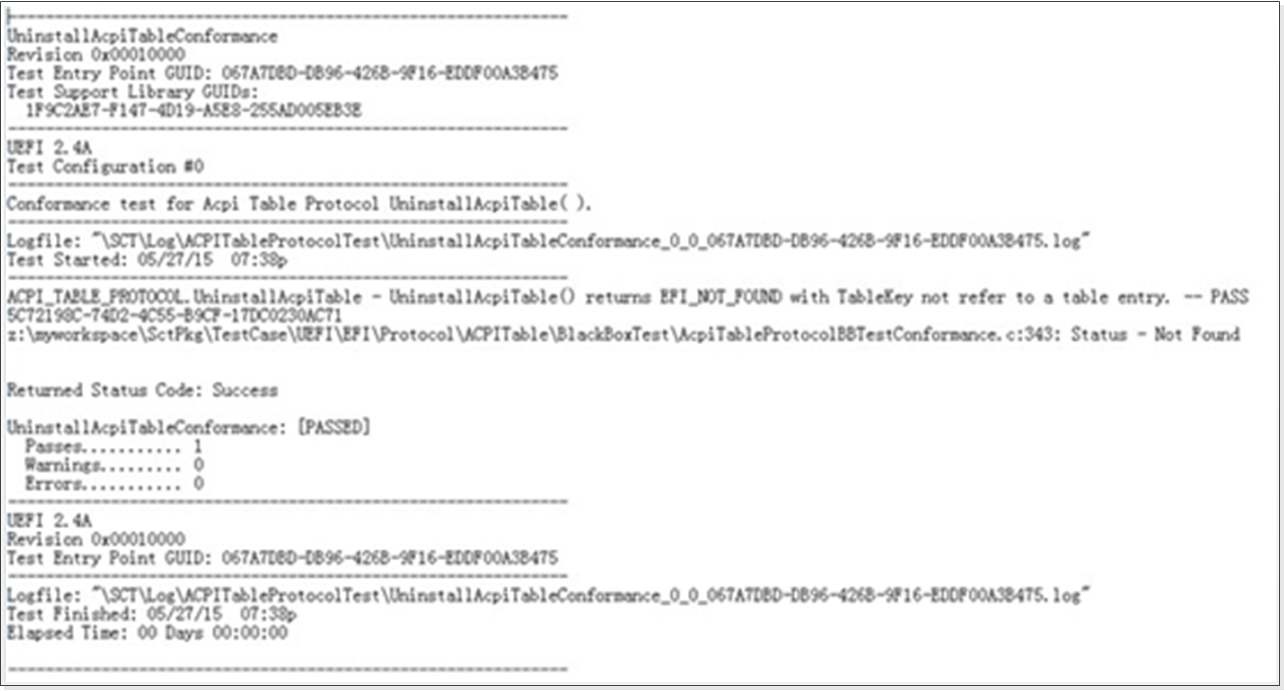 UninstallAcpiTableConformance
Revision 0x00010000
Test Entry Point GUID: 067A7DBD-DB96-426B-9F16-EDDF00A3B475
Test Support Library GUIDs:
1F9C2AE7-F147-4D19-A5E8-255AD005EB3E
UEFI 2.4A
Test Configuration #0
Conformance test for Acpi Table Protocol UninstallAcpiTable( ).
Logfile: "\SCT\Log\ACPITableProtocolTest\UninstallAcpiTableConformance_0_0_067A7DBD-DB96-426B-9F16-EDDF00A3B475.log"
Test Started: 05/27/15  07:38p
ACPI_TABLE_PROTOCOL.UninstallAcpiTable - UninstallAcpiTable() returns EFI_NOT_FOUND with TableKey not refer to a table entry. -- PASS
5C72198C-74D2-4C55-B9CF-17DC0230AC71
z:\myworkspace\SctPkg\TestCase\UEFI\EFI\Protocol\ACPITable\BlackBoxTest\AcpiTableProtocolBBTestConformance.c:343: Status - Not Found
Returned Status Code: Success
UninstallAcpiTableConformance: [PASSED]
Passes........... 1
Warnings......... 0
Errors........... 0
UEFI 2.4A
Revision 0x00010000
Test Entry Point GUID: 067A7DBD-DB96-426B-9F16-EDDF00A3B475
Logfile: "\SCT\Log\ACPITableProtocolTest\UninstallAcpiTableConformance_0_0_067A7DBD-DB96-426B-9F16-EDDF00A3B475.log"
Test Finished: 05/27/15  07:38p
Elapsed Time: 00 Days 00:00:00